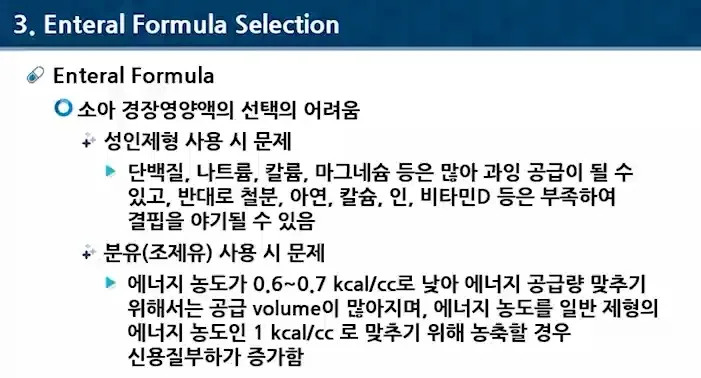 3. Enteral Formula Selection
Enteral Formula
소아 경장영양액의 선택의 어려움
성인제형 사용 시 문제
단백질, 나트륨, 칼륨, 마그네슘 등은 많아 과잉 공급이 될 수
있고, 반대로 철분, 아연, 칼슘, 인, 비타민D 등은 부족하여
결핍을 야기될 수 있음
분유(조제유) 사용 시 문제
에너지 농도가 0.6~0.7 kcal/cc로 낮아 에너지 공급량 맞추기
위해서는 공급 volume이 많아지며, 에너지 농도를 일반 제형의
에너지 농도인 1 kcal/cc 로 맞추기 위해 농축할 경우
신용질부하가 증가함